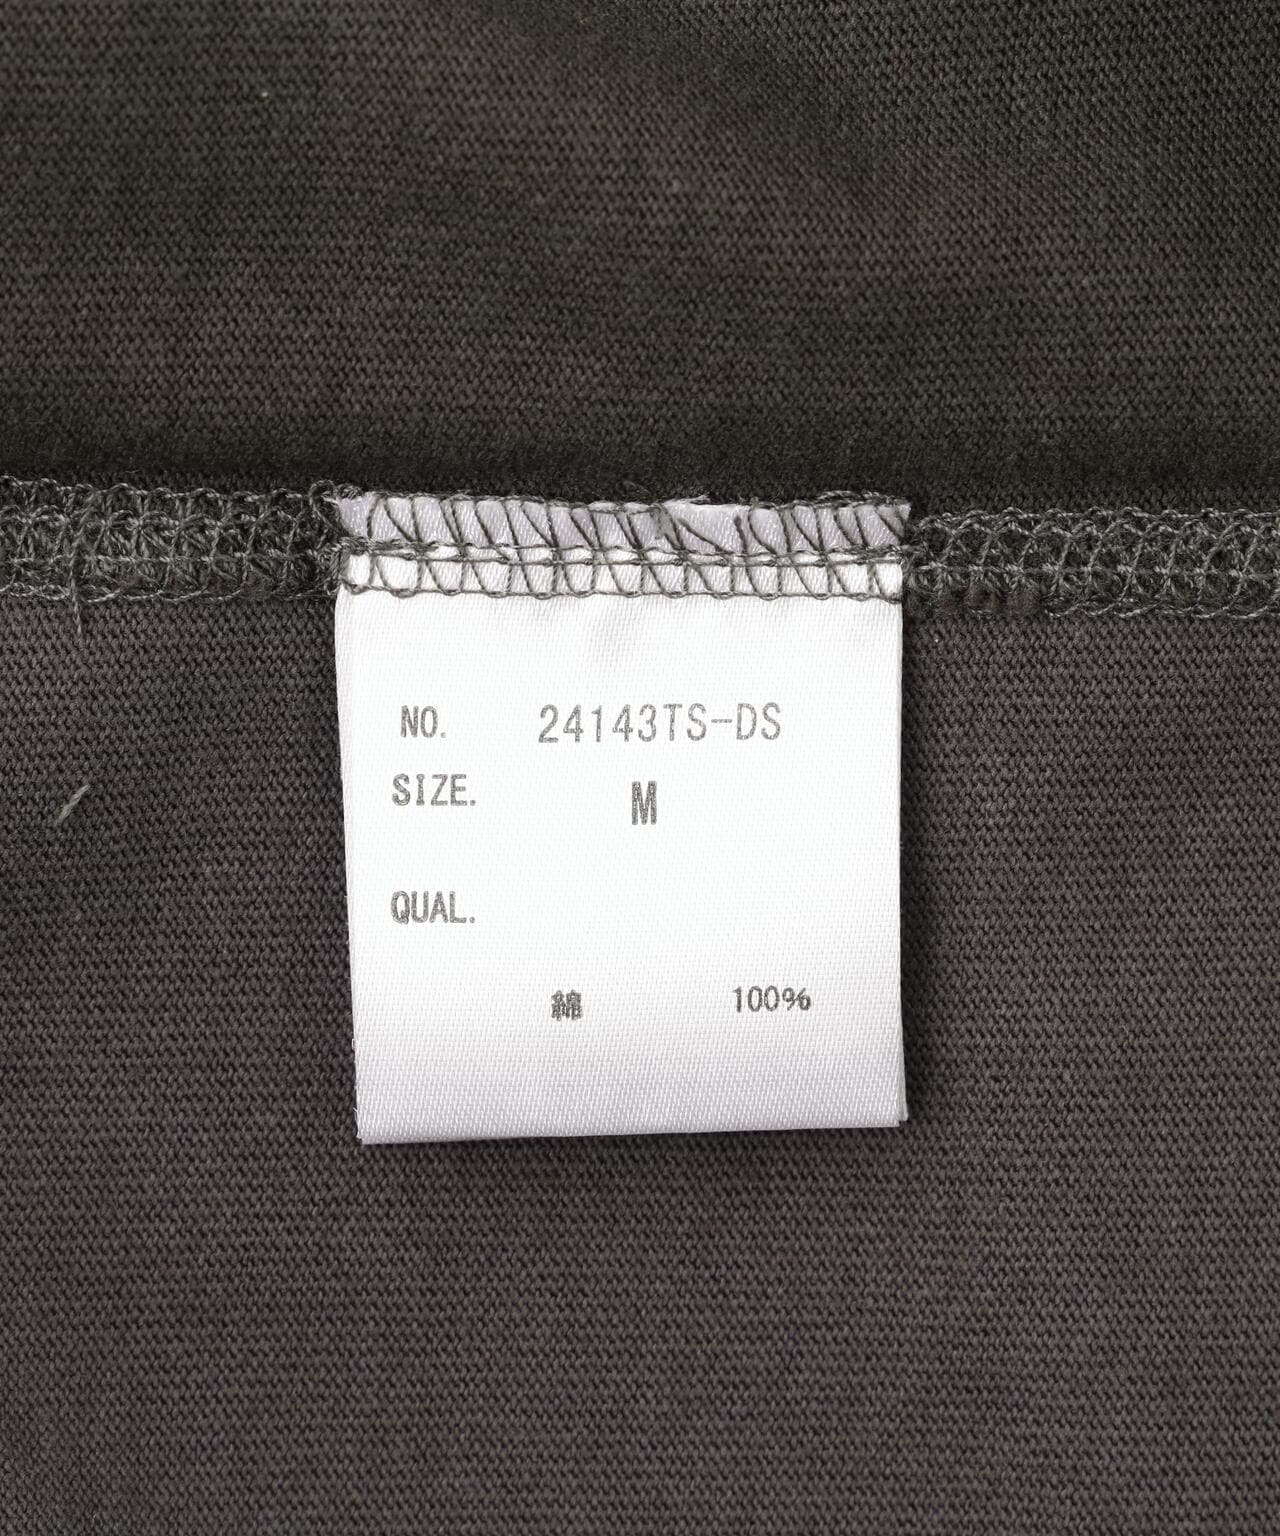 NO. 24143TS-DS
SIZE. M
QUAL.
綿 100%